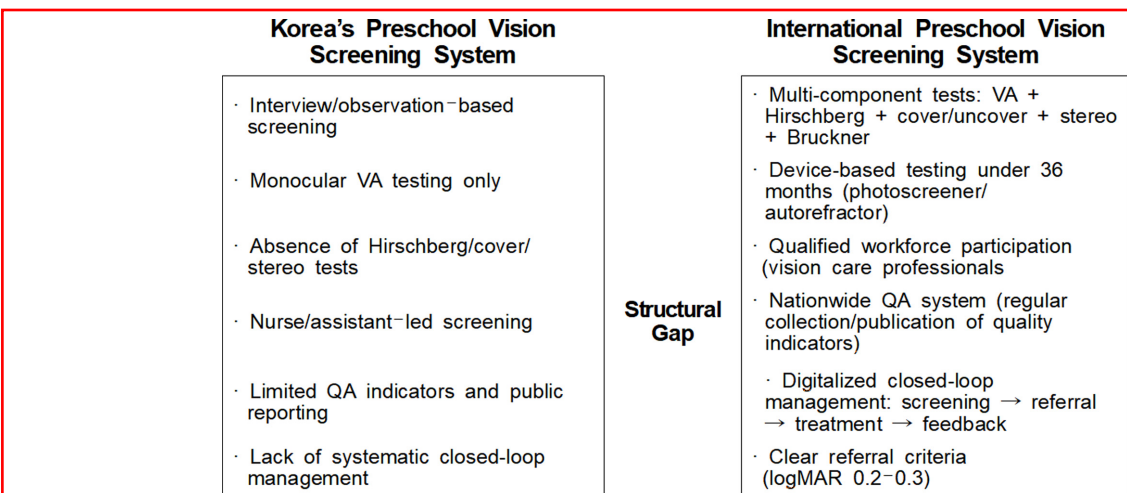 Korea's Preschool Vision
Screening System
· Interview/observation-based
screening
· Monocular VA testing only
· Absence of Hirschberg/cover/
stereo tests
· Nurse/assistant-led screening
· Limited QA indicators and public
reporting
· Lack of systematic closed-loop
management
Structural
Gap
International Preschool Vision
Screening System
· Multi-component tests: VA +
Hirschberg + cover/uncover + stereo
+ Bruckner
· Device-based testing under 36
months (photoscreener/
autorefractor)
· Qualified workforce participation
(vision care professionals
· Nationwide QA system (regular
collection/publication of quality
indicators)
· Digitalized closed-loop
management: screening → referral
→ treatment → feedback
· Clear referral criteria
(logMAR 0.2-0.3)